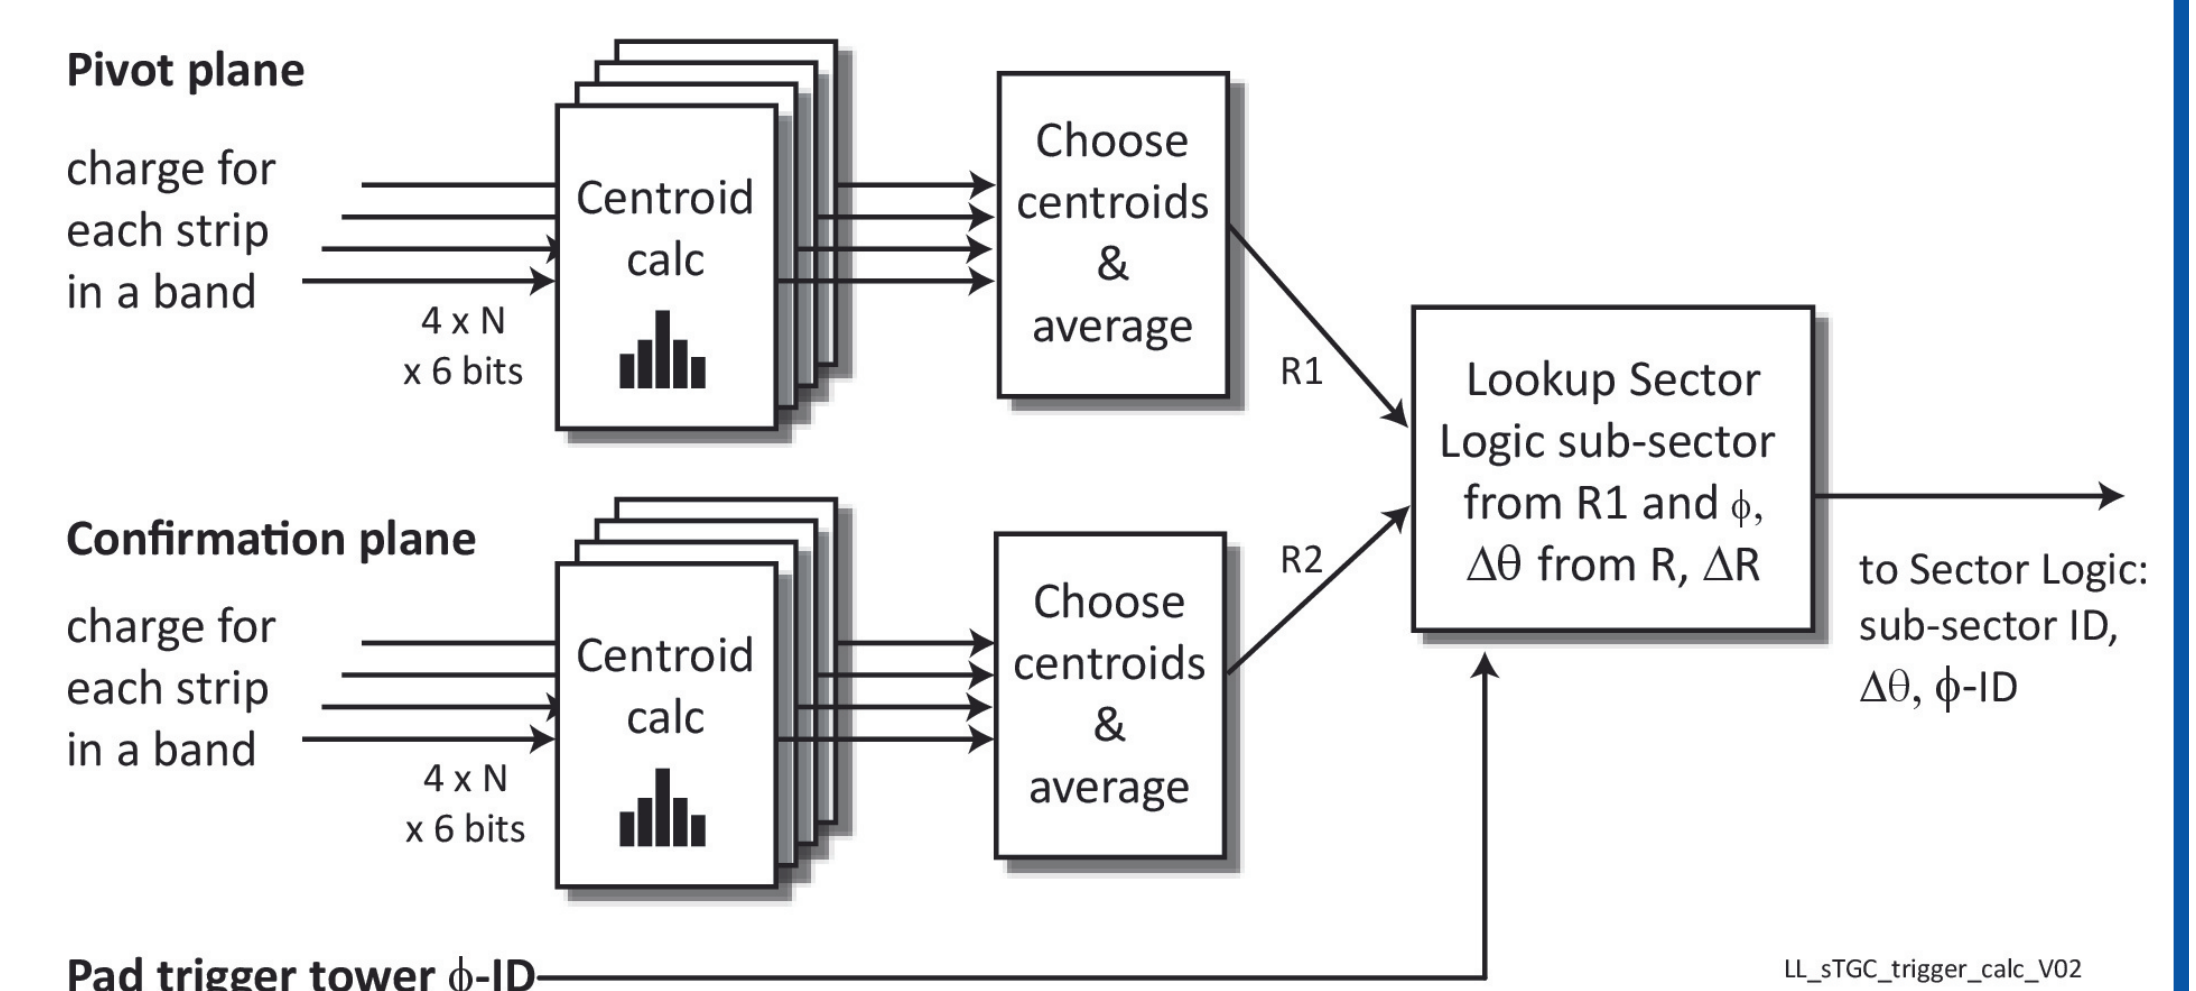 Pivot plane
charge for
each strip
in a band
4 x N
x 6 bits
Centroid
calc
Choose
centroids
&
average
R1
Confirmation plane
charge for
each strip
in a band
4 x N
x 6 bits
Centroid
calc
Choose
centroids
&
average
R2
Lookup Sector
Logic sub-sector
from R1 and ϕ,
Δθ from R, ΔR
to Sector Logic:
sub-sector ID,
Δθ, ϕ-ID
Pad trigger tower ϕ-ID
LL_sTGC_trigger_calc_V02